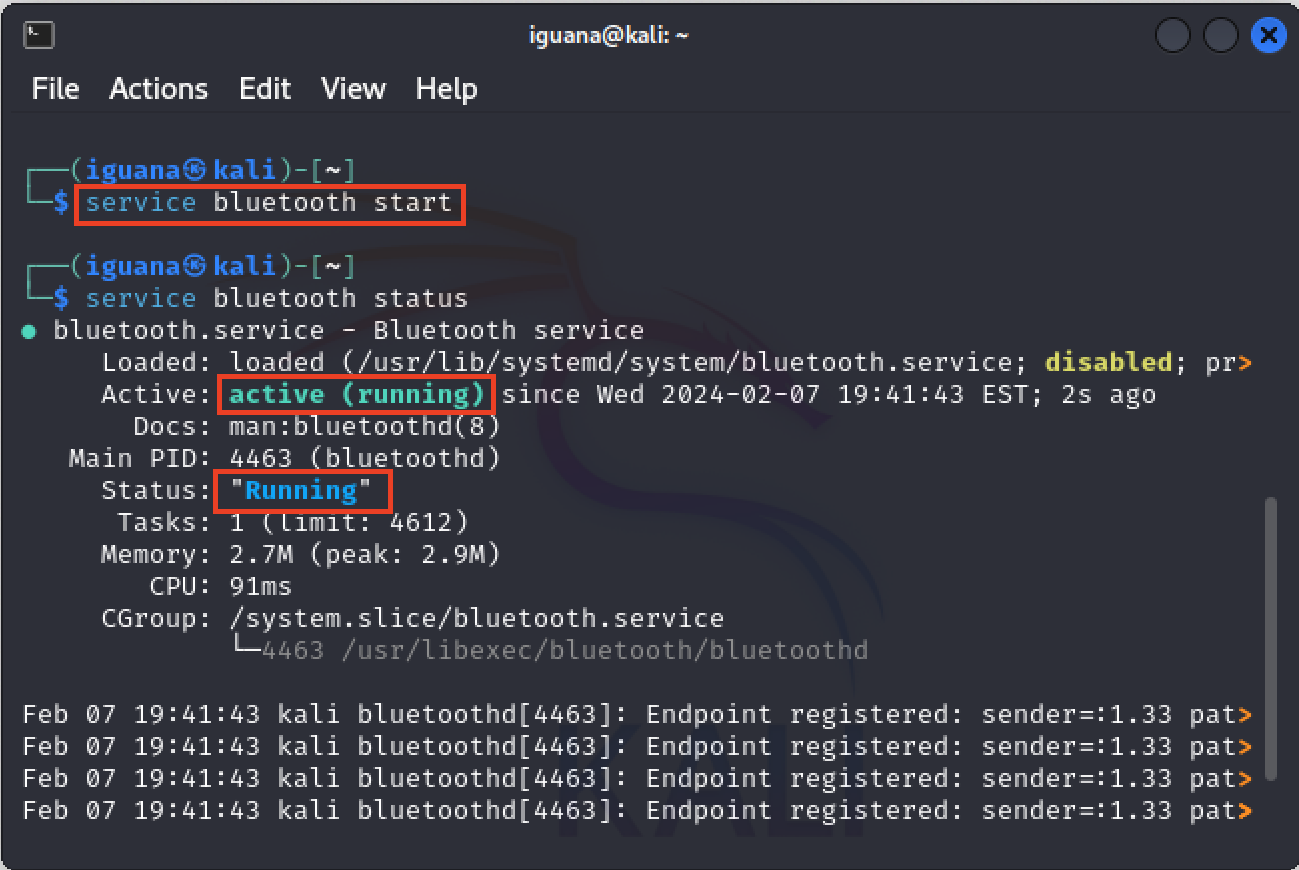 iguana@kali: ~
File Actions Edit View Help
┌──(iguana㉿kali)-[~]
└─$ service bluetooth start
┌──(iguana㉿kali)-[~]
└─$ service bluetooth status
● bluetooth.service - Bluetooth service
Loaded: loaded (/usr/lib/systemd/system/bluetooth.service; disabled; pr>
Active: active (running) since Wed 2024-02-07 19:41:43 EST; 2s ago
Docs: man:bluetoothd(8)
Main PID: 4463 (bluetoothd)
Status: "Running"
Tasks: 1 (limit: 4612)
Memory: 2.7M (peak: 2.9M)
CPU: 91ms
CGroup: /system.slice/bluetooth.service
└─4463 /usr/libexec/bluetooth/bluetoothd
Feb 07 19:41:43 kali bluetoothd[4463]: Endpoint registered: sender=:1.33 pat>
Feb 07 19:41:43 kali bluetoothd[4463]: Endpoint registered: sender=:1.33 pat>
Feb 07 19:41:43 kali bluetoothd[4463]: Endpoint registered: sender=:1.33 pat>
Feb 07 19:41:43 kali bluetoothd[4463]: Endpoint registered: sender=:1.33 pat>
KALI